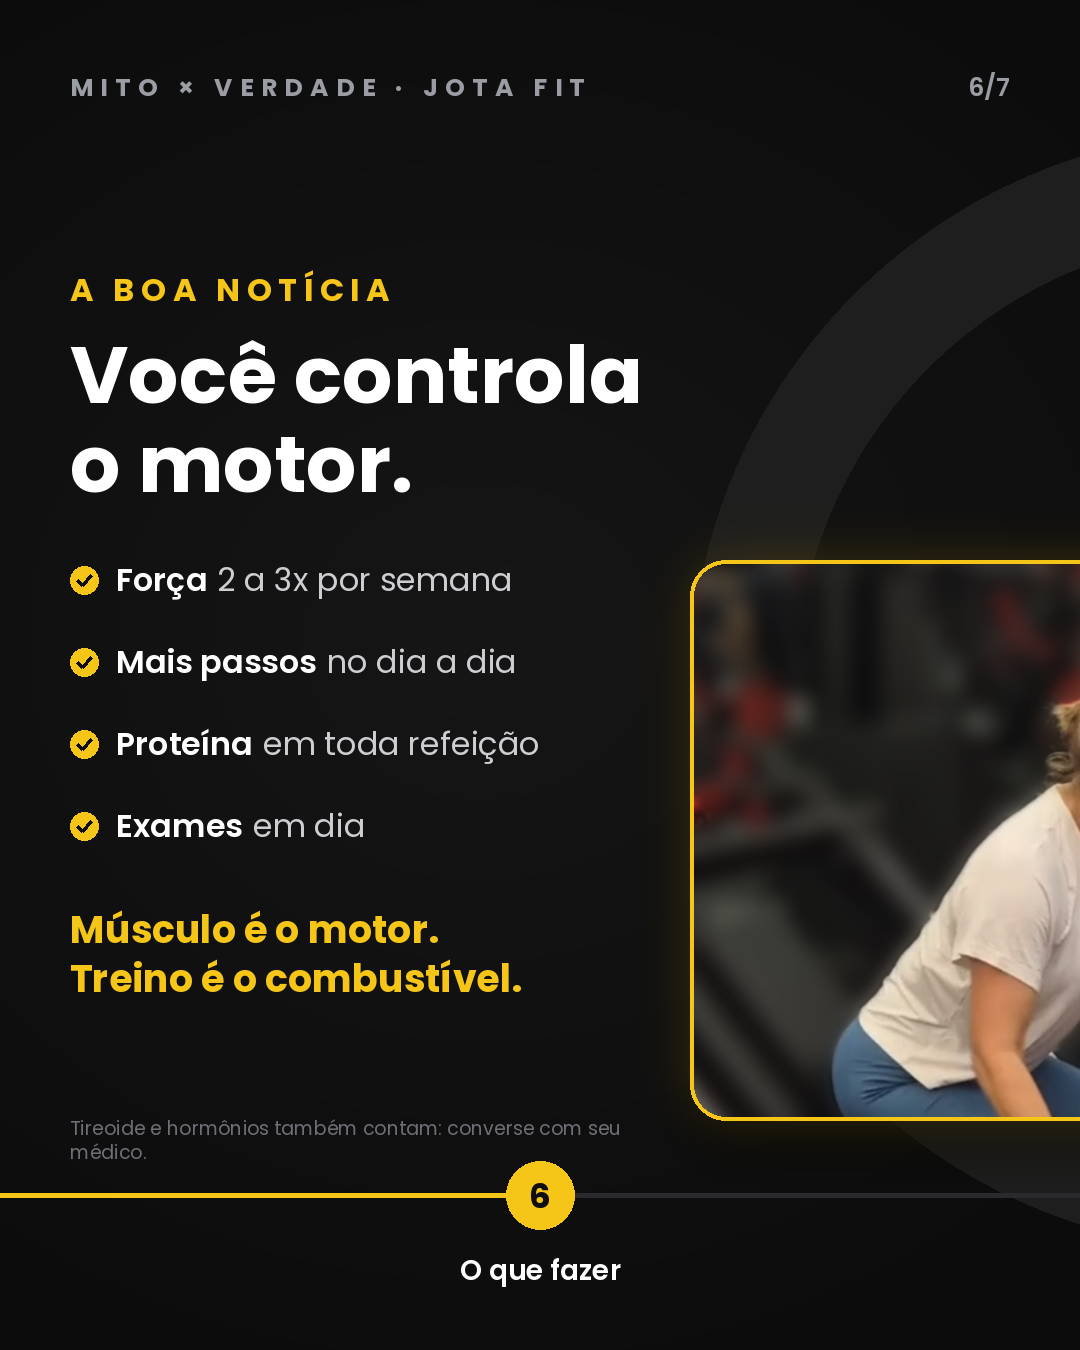 MITO × VERDADE · JOTA FIT
6/7
A BOA NOTÍCIA
Você controla
o motor.
Força 2 a 3x por semana
Mais passos no dia a dia
Proteína em toda refeição
Exames em dia
Músculo é o motor.
Treino é o combustível.
Tireoide e hormônios também contam: converse com seu
médico.
6
O que fazer